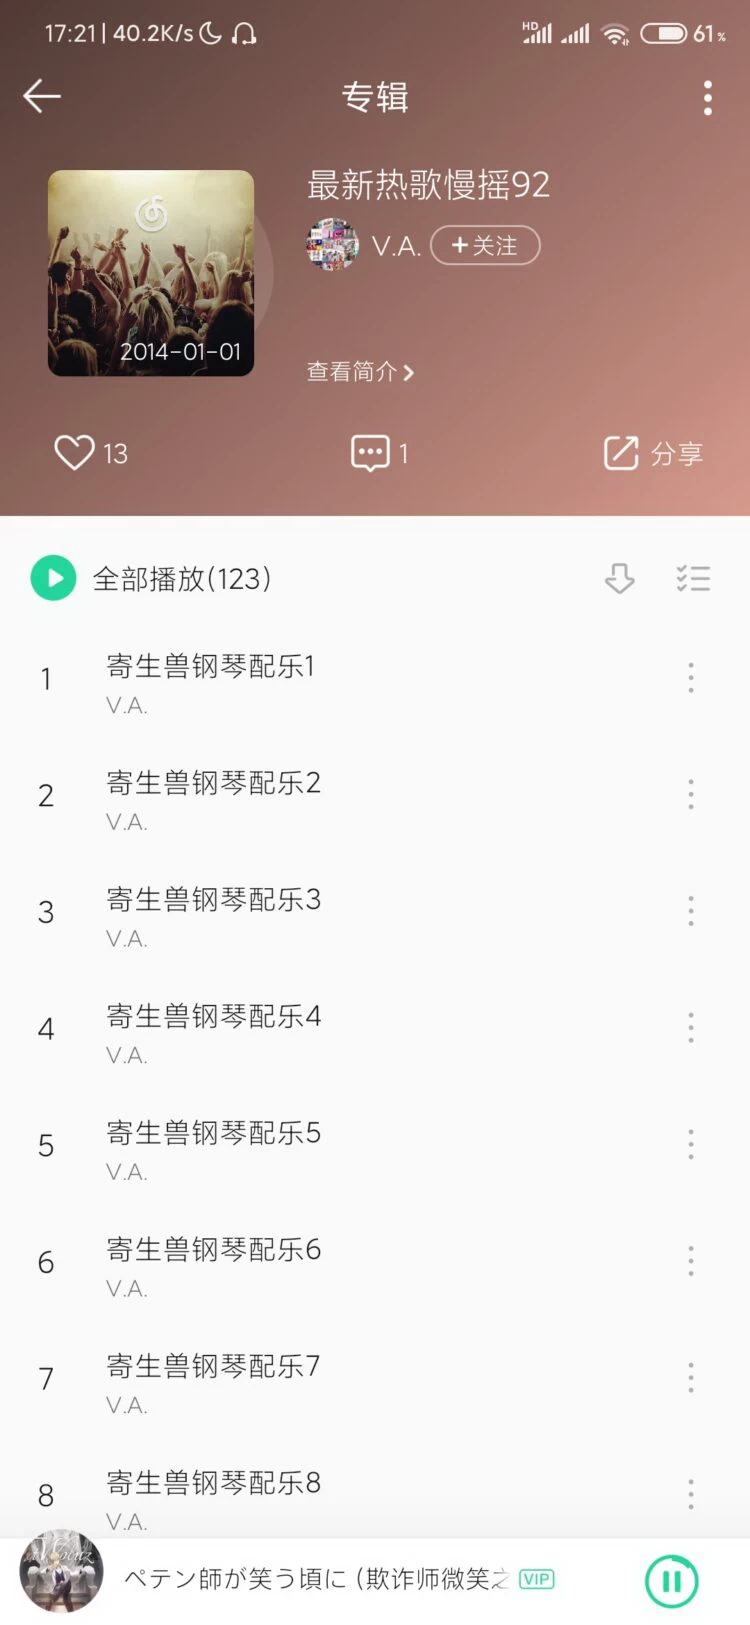 17:21 | 40.2K/s HD 61%
专辑
最新热歌慢摇92
V.A. +关注
2014-01-01
查看简介
13 1 分享
全部播放(123)
1 寄生兽钢琴配乐1
V.A.
2 寄生兽钢琴配乐2
V.A.
3 寄生兽钢琴配乐3
V.A.
4 寄生兽钢琴配乐4
V.A.
5 寄生兽钢琴配乐5
V.A.
6 寄生兽钢琴配乐6
V.A.
7 寄生兽钢琴配乐7
V.A.
8 寄生兽钢琴配乐8
V.A.
ペテン師が笑う頃に (欺诈师微笑之 VIP